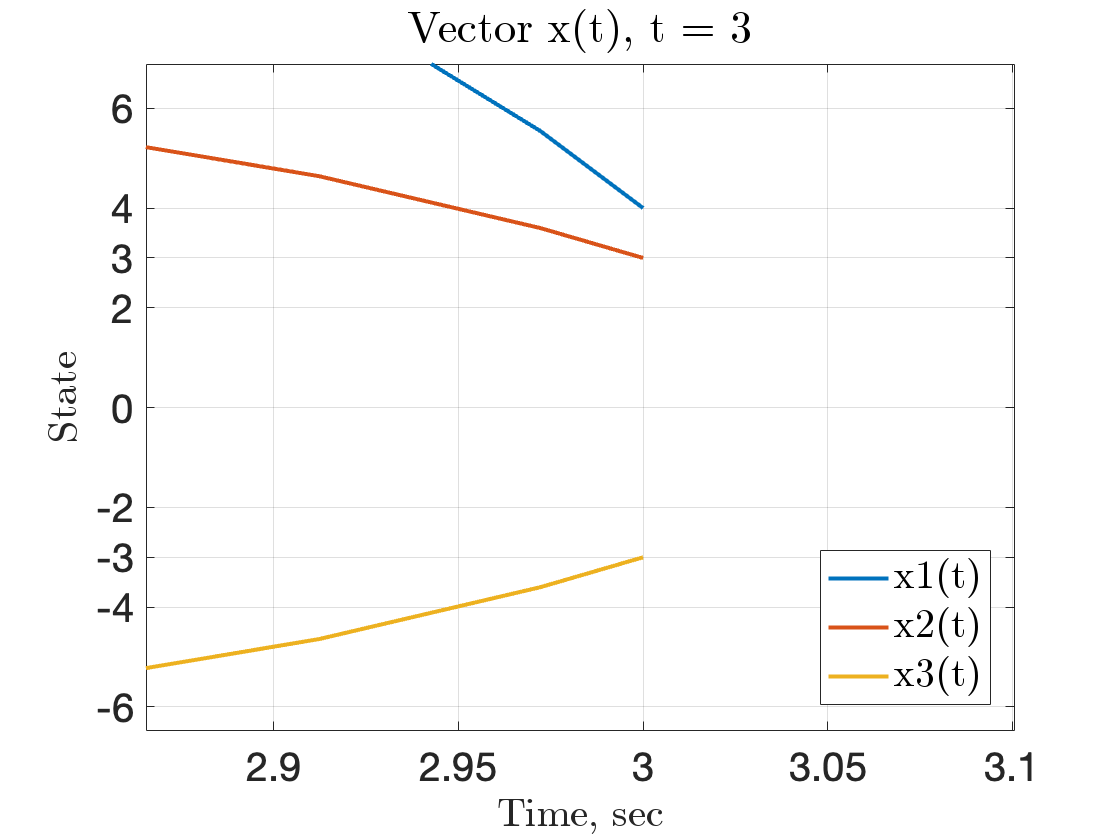 Vector x(t), t = 3
6
4
3
2
0
-2
-3
-4
-6
State
x1(t)
x2(t)
x3(t)
2.9
2.95
3
3.05
3.1
Time, sec